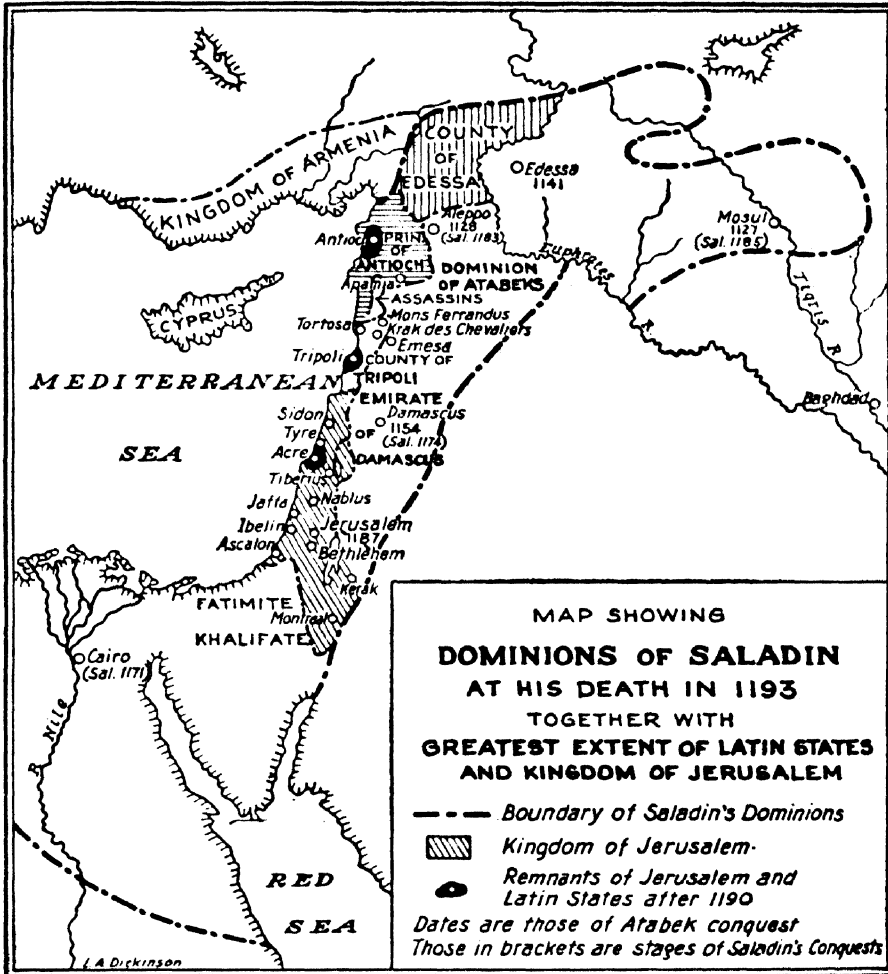 KINGDOM OF ARMENIA
COUNTY
OF
EDESSA
Edessa
1141
Aleppo
1128
(Sal. 1183)
Mosul
1127
(Sal. 1185)
Antioch
PRIN.
OF
ANTIOCH
Euphrates
R.
Tigris R
DOMINION
OF ATABEKS
Apamia
ASSASSINS
CYPRUS
Mons Ferrandus
Tortosa
Krak des Chevaliers
Emesa
Tripoli
COUNTY OF
TRIPOLI
MEDITERRANEAN
SEA
EMIRATE
OF
DAMASCUS
Baghdad
Sidon
Damascus
1154
(Sal. 1174)
Tyre
Acre
Tiberius
Jaffa
Nablus
Ibelin
Jerusalem
1187
Ascalon
Bethleham
Kerak
FATIMITE
KHALIFATE
Montreal
Cairo
(Sal. 1171)
R Nile
RED
SEA
L.A Dickinson
MAP SHOWING
DOMINIONS OF SALADIN
AT HIS DEATH IN 1193
TOGETHER WITH
GREATEST EXTENT OF LATIN STATES
AND KINGDOM OF JERUSALEM
Boundary of Saladin's Dominions
Kingdom of Jerusalem.
Remnants of Jerusalem and
Latin States after 1190
Dates are those of Atabek conquest
Those in brackets are stages of Saladin's Conquests